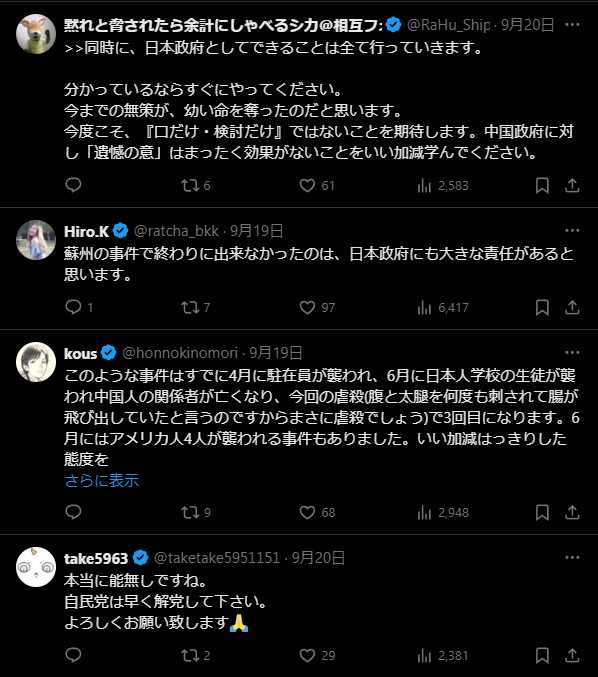 黙れと脅されたら余計にしゃべるシカ@相互フ: @RaHu_Ship · 9月20日
>>同時に、日本政府としてできることは全て行っていきます。
分かっているならすぐにやってください。
今までの無策が、幼い命を奪ったのだと思います。
今度こそ、『口だけ・検討だけ』ではないことを期待します。中国政府に対
し「遺憾の意」はまったく効果がないことをいい加減学んでください。
6 61 2,583
Hiro.K @ratcha_bkk · 9月19日
蘇州の事件で終わりに出来なかったのは、日本政府にも大きな責任があると
思います。
1 7 97 6,417
kous @honnokinomori · 9月19日
このような事件はすでに4月に駐在員が襲われ、6月に日本人学校の生徒が襲
われ中国人の関係者が亡くなり、今回の虐殺(腹と太腿を何度も刺されて腸が
飛び出していたと言うのですからまさに虐殺でしょう)で3回目になります。6
月にはアメリカ人4人が襲われる事件もありました。いい加減はっきりした
態度を
さらに表示
9 68 2,948
take5963 @taketake5951151 · 9月20日
本当に能無しですね。
自民党は早く解党して下さい。
よろしくお願い致します🙏
2 29 2,381